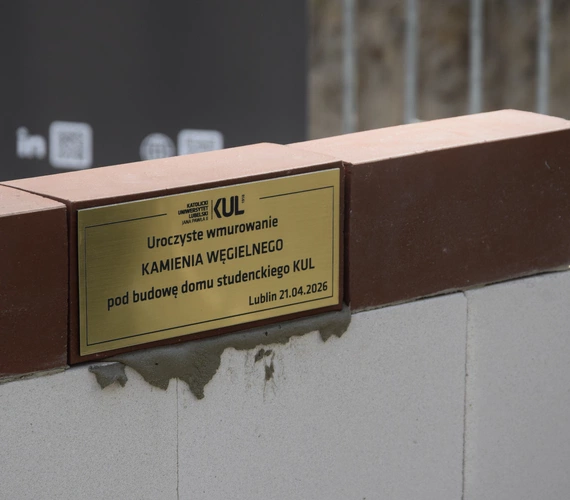 in
KATOLICKI
UNIWERSYTET
LUBELSKI
JANA PAWŁA II
KUL
Uroczyste wmurowanie
KAMIENIA WĘGIELNEGO
pod budowę domu studenckiego KUL
Lublin 21.04.2026